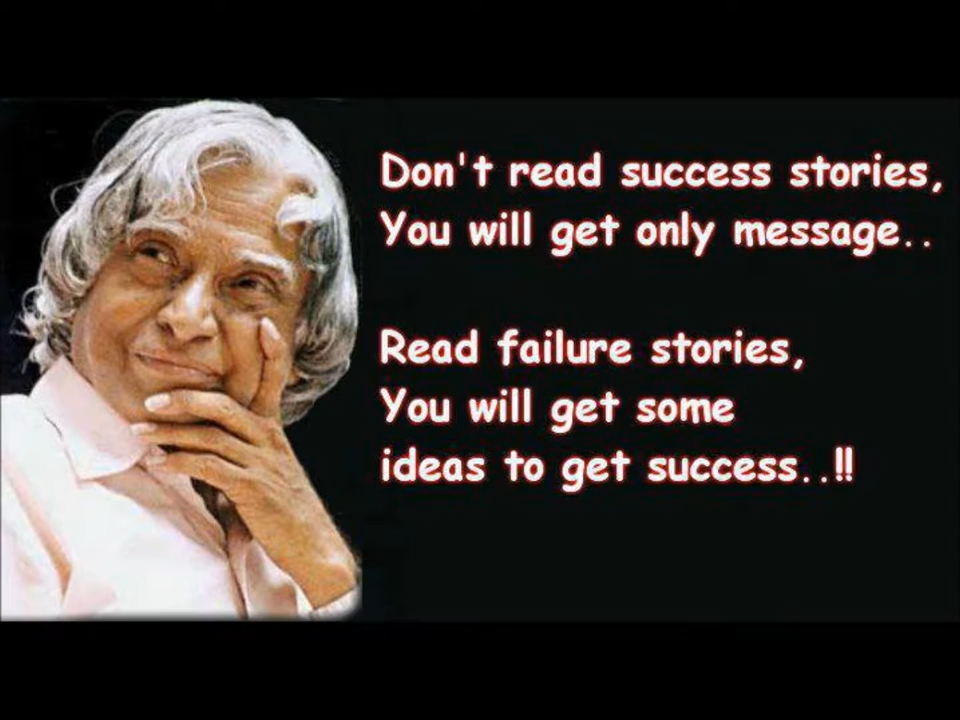 Don't read success stories,
You will get only message..
Read failure stories,
You will get some
ideas to get success..!!